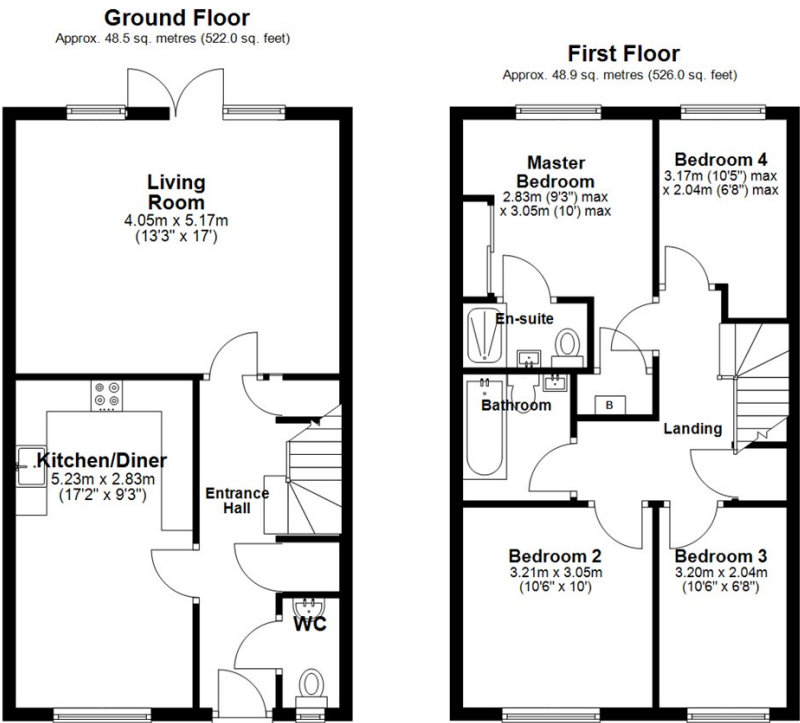 Ground Floor
Approx. 48.5 sq. metres (522.0 sq. feet)
Living
Room
4.05m x 5.17m
(13'3" x 17')
Kitchen/Diner
5.23m x 2.83m
(17'2" x 9'3")
Entrance
Hall
WC
First Floor
Approx. 48.9 sq. metres (526.0 sq. feet)
Master
Bedroom
2.83m (9'3") max
x 3.05m (10') max
Bedroom 4
3.17m (10'5") max
x 2.04m (6'8") max
En-suite
Bathroom
B
Landing
Bedroom 2
3.21m x 3.05m
(10'6" x 10')
Bedroom 3
3.20m x 2.04m
(10'6" x 6'8")